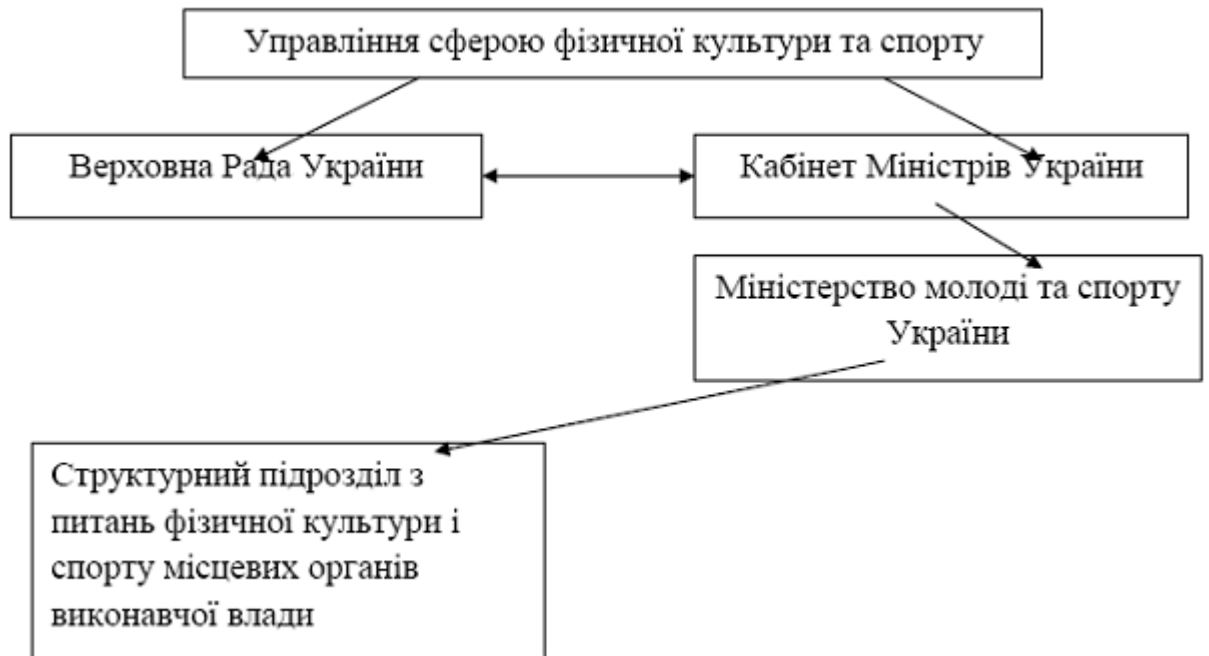 Управління сферою фізичної культури та спорту
Верховна Рада України
Кабінет Міністрів України
Міністерство молоді та спорту
України
Структурний підрозділ з
питань фізичної культури і
спорту місцевих органів
виконавчої влади